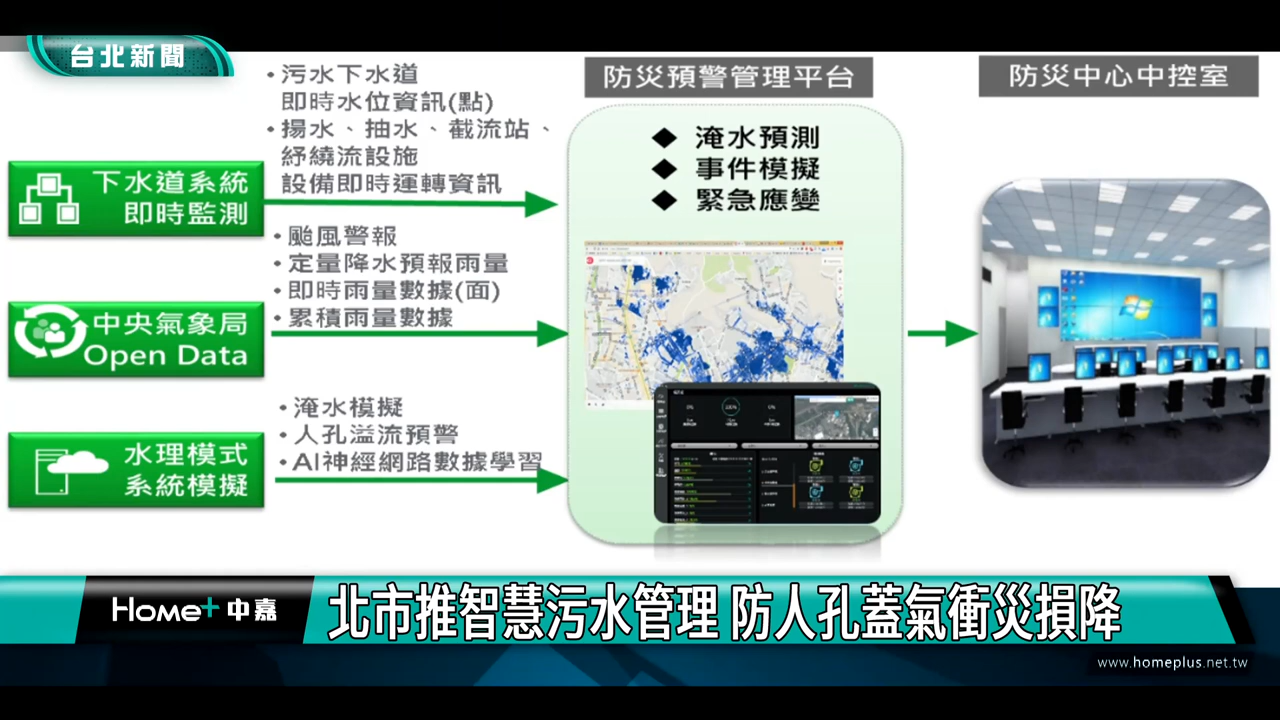 台北新聞
• 污水下水道
即時水位資訊(點)
• 揚水、抽水、截流站、
紓繞流設施
設備即時運轉資訊
下水道系統
即時監測
• 颱風警報
• 定量降水預報雨量
• 即時雨量數據(面)
• 累積雨量數據
中央氣象局
Open Data
• 淹水模擬
• 人孔溢流預警
• AI神經網路數據學習
水理模式
系統模擬
防災預警管理平台
◆ 淹水預測
◆ 事件模擬
◆ 緊急應變
防災中心中控室
Home+中嘉
北市推智慧污水管理 防人孔蓋氣衝災損降
www.homeplus.net.tw